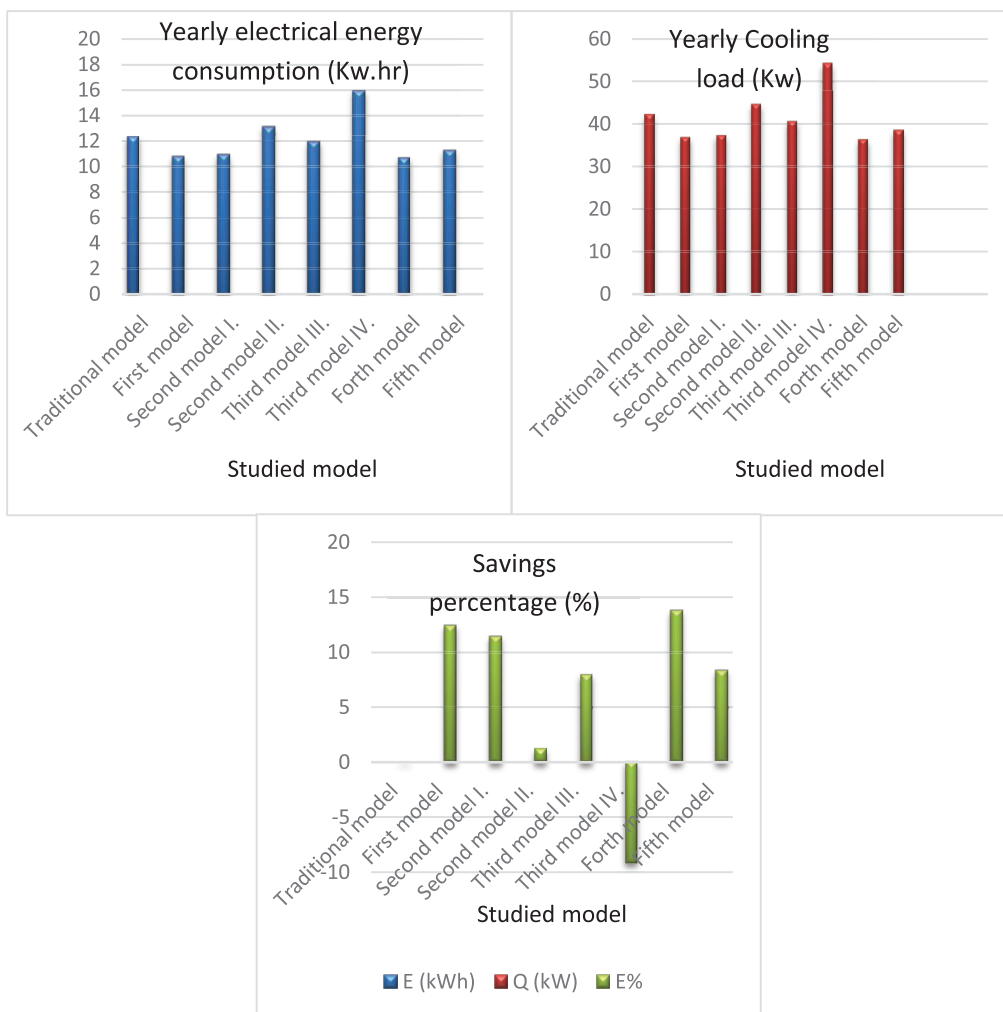 Yearly electrical energy
consumption (Kw.hr)
20
18
16
14
12
10
8
6
4
2
0
Traditional model
First model
Second model I.
Second model II.
Third model III.
Third model IV.
Forth model
Fifth model
Studied model
Yearly Cooling
load (Kw)
60
50
40
30
20
10
0
Traditional model
First model
Second model I.
Second model II.
Third model III.
Third model IV.
Forth model
Fifth model
Studied model
Savings
percentage (%)
20
15
10
5
0
-5
-10
Traditional model
First model
Second model I.
Second model II.
Third model III.
Third model IV.
Forth model
Fifth model
Studied model
E (kWh) Q (kW) E%